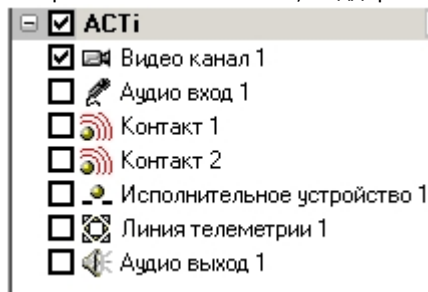 ACTi
Видео канал 1
Аудио вход 1
Контакт 1
Контакт 2
Исполнительное устройство 1
Линия телеметрии 1
Аудио выход 1